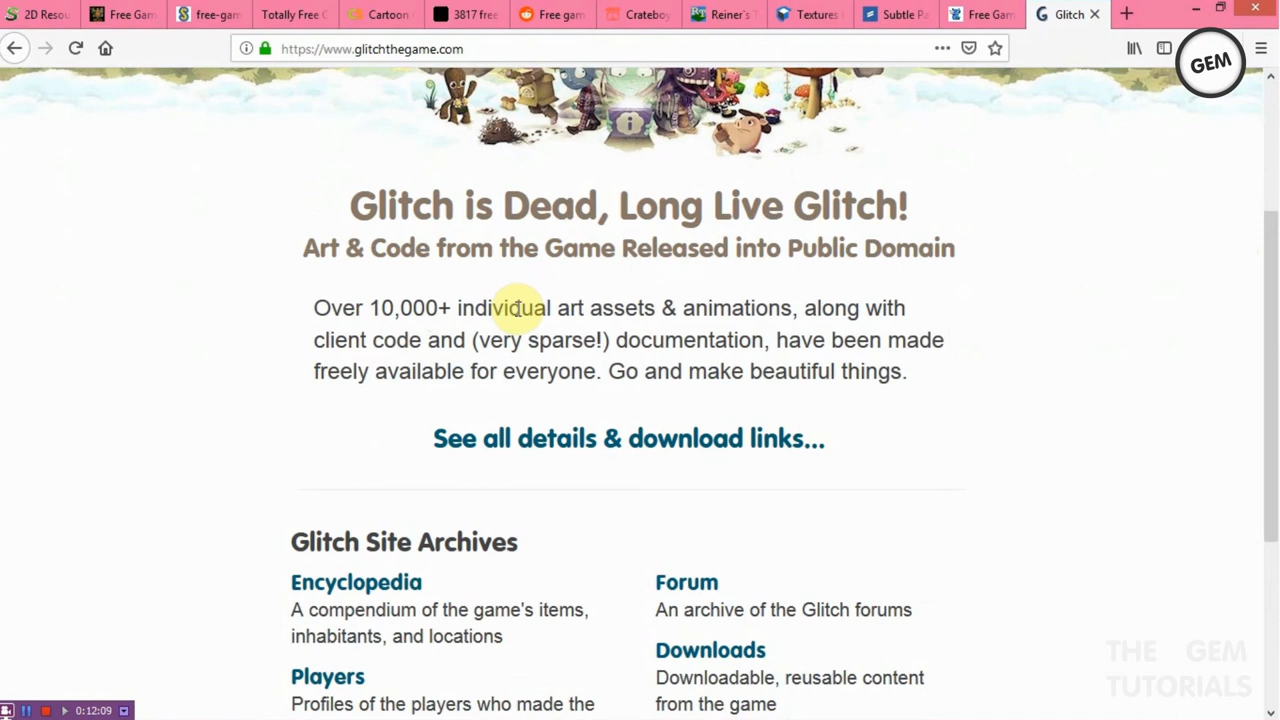 2D Resou
Free Gam
free-gam
Totally Free G
Cartoon
3817 free
Free gam
Crateboy
Reiner's T
Textures
Subtle Pa
Free Gam
Glitch
https://www.glitchthegame.com
GEM
Glitch is Dead, Long Live Glitch!
Art & Code from the Game Released into Public Domain
Over 10,000+ individual art assets & animations, along with
client code and (very sparse!) documentation, have been made
freely available for everyone. Go and make beautiful things.
See all details & download links...
Glitch Site Archives
Encyclopedia
A compendium of the game's items,
inhabitants, and locations
Players
Profiles of the players who made the
Forum
An archive of the Glitch forums
Downloads
Downloadable, reusable content
from the game
THE GEM
TUTORIALS
0:12:09